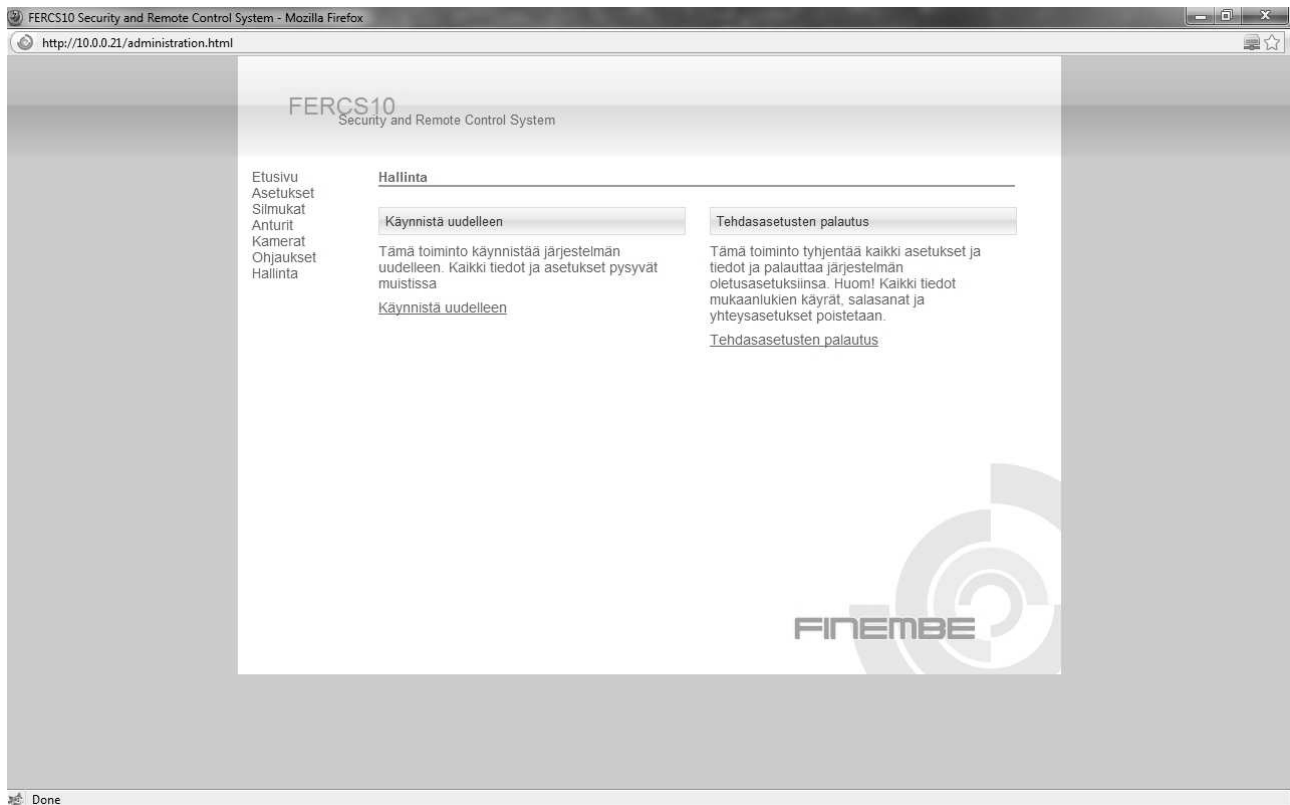 FERCS10 Security and Remote Control System - Mozilla Firefox
http://10.0.0.21/administration.html
FERCS10
Security and Remote Control System
Etusivu
Asetukset
Silmukat
Anturit
Kamerat
Ohjaukset
Hallinta
Hallinta
Käynnistä uudelleen
Tämä toiminto käynnistää järjestelmän
uudelleen. Kaikki tiedot ja asetukset pysyvät
muistissa
Käynnistä uudelleen
Tehdasasetusten palautus
Tämä toiminto tyhjentää kaikki asetukset ja
tiedot ja palauttaa järjestelmän
oletusasetuksiinsa. Huom! Kaikki tiedot
mukaanlukien käyrät, salasanat ja
yhteysasetukset poistetaan.
Tehdasasetusten palautus
FINEMBE
Done